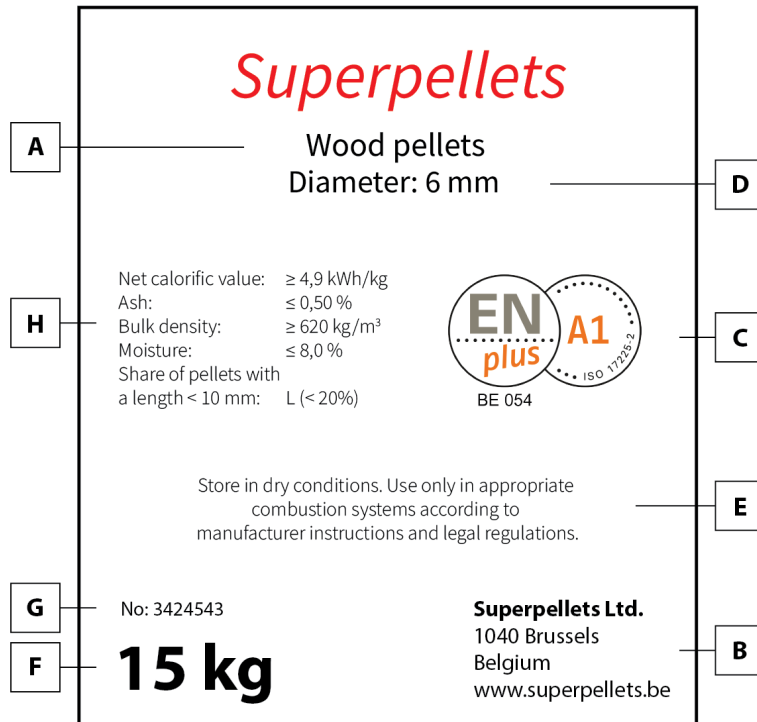 Superpellets
A
Wood pellets
Diameter: 6 mm
D
H
Net calorific value: ≥ 4,9 kWh/kg
Ash: ≤ 0,50 %
Bulk density: ≥ 620 kg/m³
Moisture: ≤ 8,0 %
Share of pellets with
a length < 10 mm: L (< 20%)
EN
plus
A1
ISO 17225-2
BE 054
C
Store in dry conditions. Use only in appropriate
combustion systems according to
manufacturer instructions and legal regulations.
E
G
No: 3424543
F
15 kg
Superpellets Ltd.
1040 Brussels
Belgium
www.superpellets.be
B